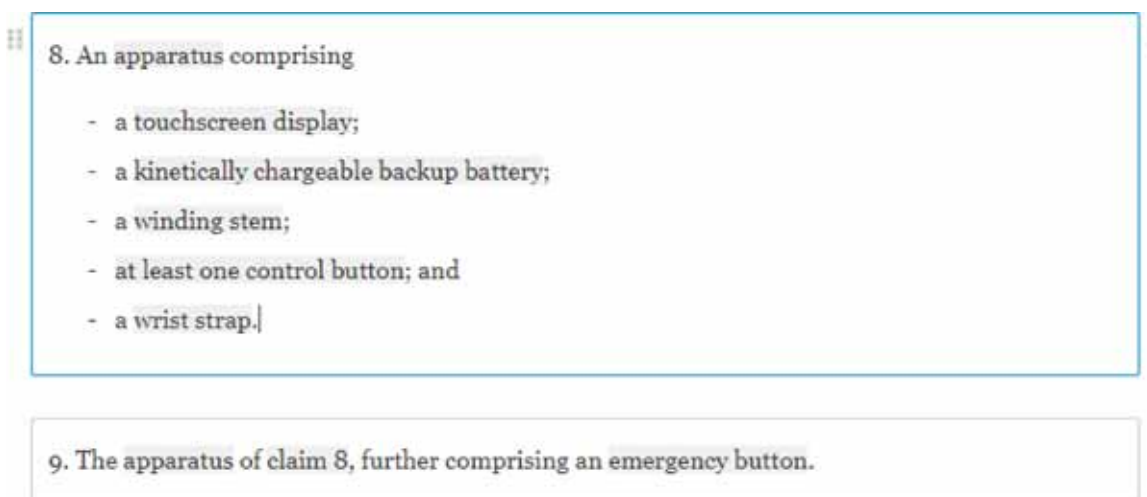 8. An apparatus comprising
- a touchscreen display;
- a kinetically chargeable backup battery;
- a winding stem;
- at least one control button; and
- a wrist strap.
9. The apparatus of claim 8, further comprising an emergency button.